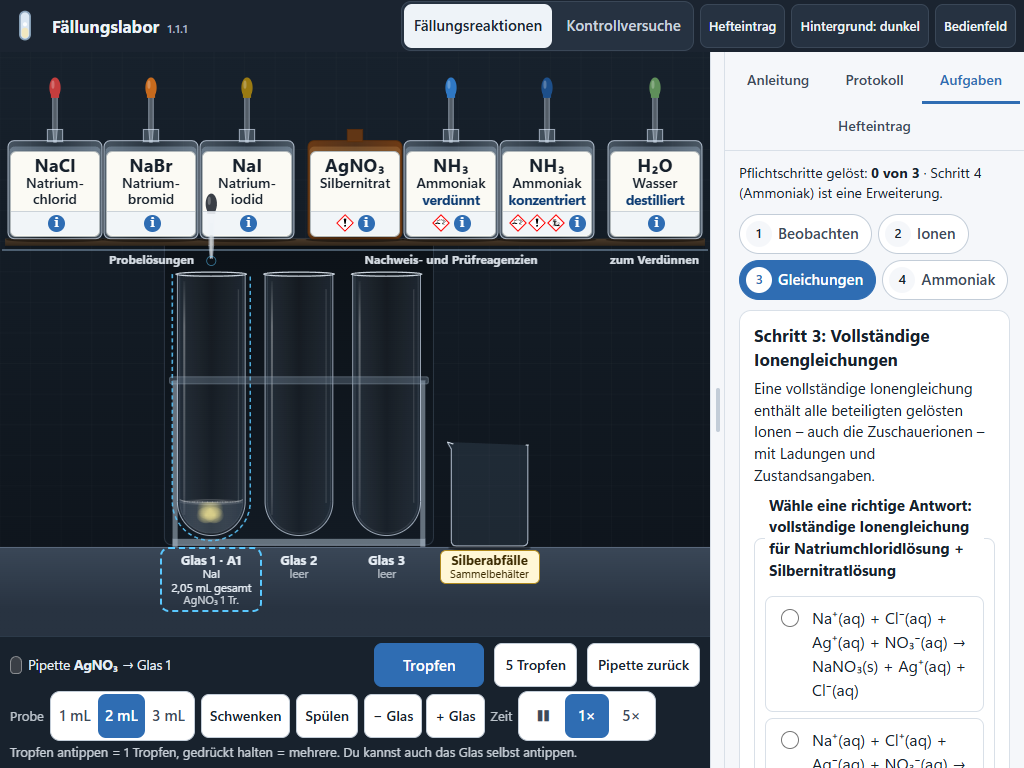 Fällungslabor 1.1.1
Fällungsreaktionen
Kontrollversuche
Hefteintrag
Hintergrund: dunkel
Bedienfeld
NaCl
Natrium-
chlorid
NaBr
Natrium-
bromid
NaI
Natrium-
iodid
AgNO₃
Silbernitrat
NH₃
Ammoniak
verdünnt
NH₃
Ammoniak
konzentriert
H₂O
Wasser
destilliert
Probelösungen
Nachweis- und Prüfreagenzien
zum Verdünnen
Glas 1 · A1
NaI
2,05 mL gesamt
AgNO₃ 1 Tr.
Glas 2
leer
Glas 3
leer
Silberabfälle
Sammelbehälter
Pipette AgNO₃ → Glas 1
Tropfen
5 Tropfen
Pipette zurück
Probe
1 mL
2 mL
3 mL
Schwenken
Spülen
− Glas
+ Glas
Zeit
1×
5×
Tropfen antippen = 1 Tropfen, gedrückt halten = mehrere. Du kannst auch das Glas selbst antippen.
Anleitung
Protokoll
Aufgaben
Hefteintrag
Pflichtschritte gelöst: 0 von 3 · Schritt 4
(Ammoniak) ist eine Erweiterung.
1 Beobachten
2 Ionen
3 Gleichungen
4 Ammoniak
Schritt 3: Vollständige
Ionengleichungen
Eine vollständige Ionengleichung
enthält alle beteiligten gelösten
Ionen – auch die Zuschauerionen –
mit Ladungen und
Zustandsangaben.
Wähle eine richtige Antwort:
vollständige Ionengleichung
für Natriumchloridlösung +
Silbernitratlösung
Na⁺(aq) + Cl⁻(aq) +
Ag⁺(aq) + NO₃⁻(aq) →
NaNO₃(s) + Ag⁺(aq) +
Cl⁻(aq)
Na⁺(aq) + Cl⁺(aq) +
Ag⁺(aq) + NO₃⁻(aq) →